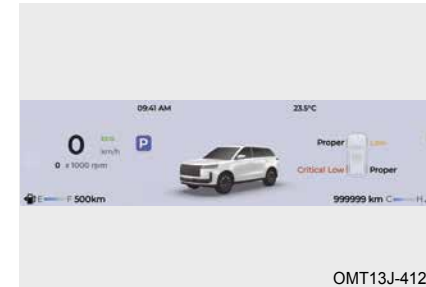 09:41 AM 23.5°C
0 km/h
P
0 x 1000 rpm
Proper Low
Critical Low Proper
E F 500km
999999 km C H
OMT13J-412